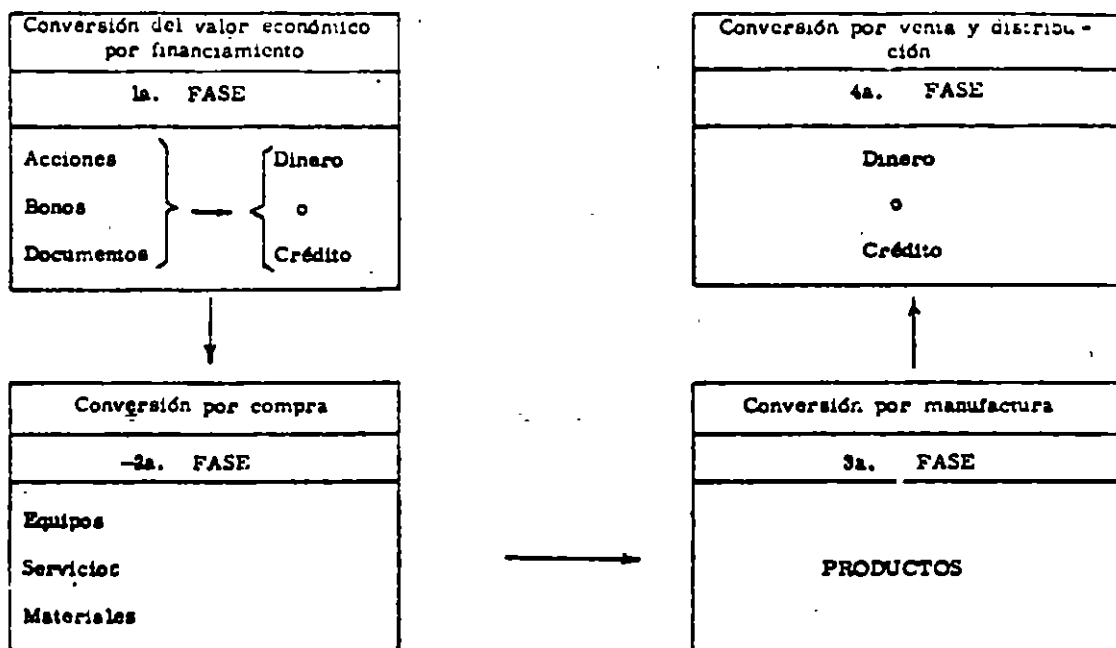 Conversión del valor económico
por financiamiento
1a. FASE
Acciones
Bonos
Documentos
Dinero
o
Crédito
Conversión por compra
-2a. FASE
Equipos
Servicios
Materiales
Conversión por manufactura
3a. FASE
PRODUCTOS
Conversión por venta y distribu-
ción
4a. FASE
Dinero
o
Crédito